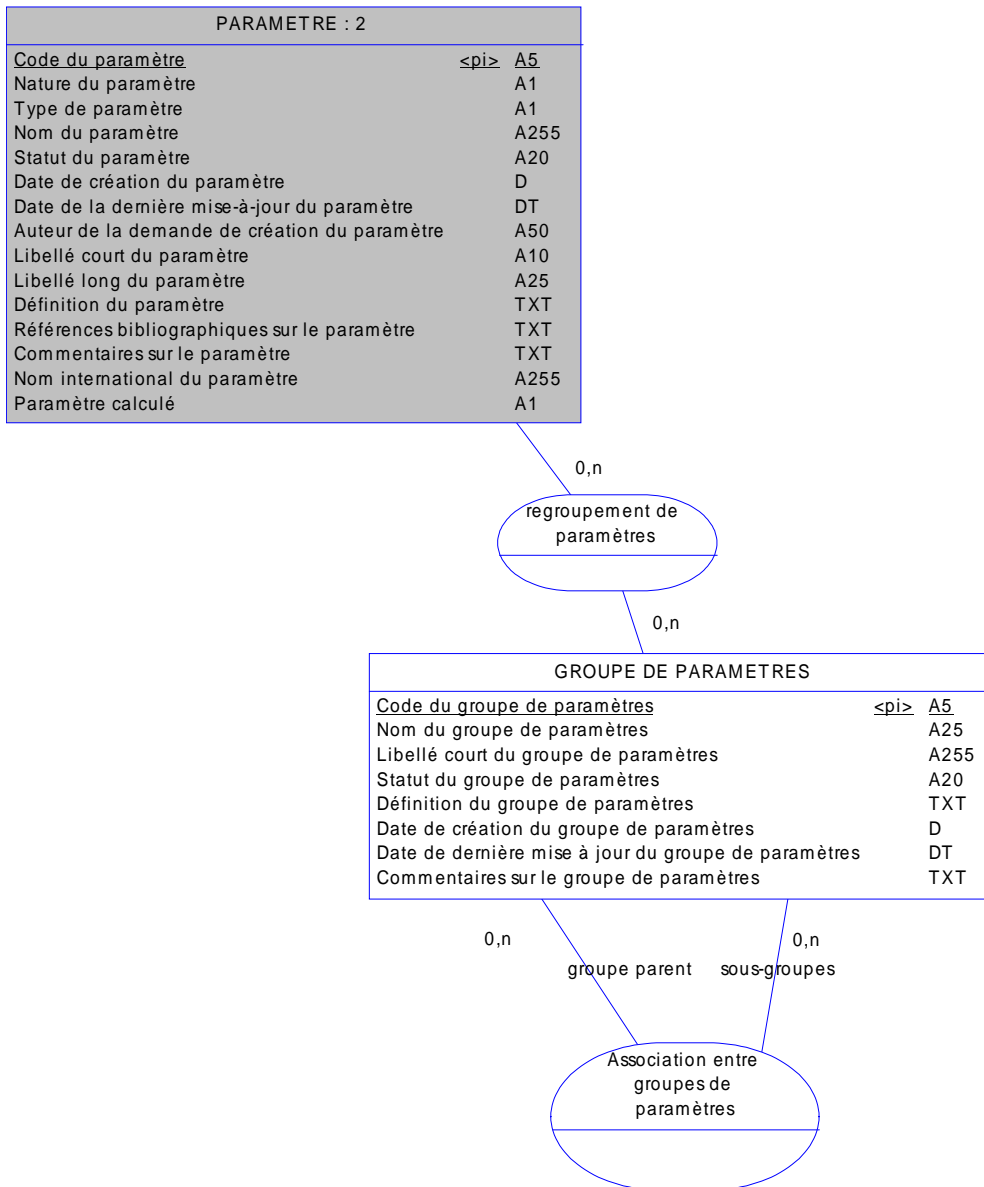 PARAMETRE : 2
Code du paramètre <pi> A5
Nature du paramètre A1
Type de paramètre A1
Nom du paramètre A255
Statut du paramètre A20
Date de création du paramètre D
Date de la dernière mise-à-jour du paramètre DT
Auteur de la demande de création du paramètre A50
Libellé court du paramètre A10
Libellé long du paramètre A25
Définition du paramètre TXT
Références bibliographiques sur le paramètre TXT
Commentaires sur le paramètre TXT
Nom international du paramètre A255
Paramètre calculé A1
0,n
regroupement de
paramètres
0,n
GROUPE DE PARAMETRES
Code du groupe de paramètres <pi> A5
Nom du groupe de paramètres A25
Libellé court du groupe de paramètres A255
Statut du groupe de paramètres A20
Définition du groupe de paramètres TXT
Date de création du groupe de paramètres D
Date de dernière mise à jour du groupe de paramètres DT
Commentaires sur le groupe de paramètres TXT
0,n 0,n
groupe parent sous-groupes
Association entre
groupes de
paramètres